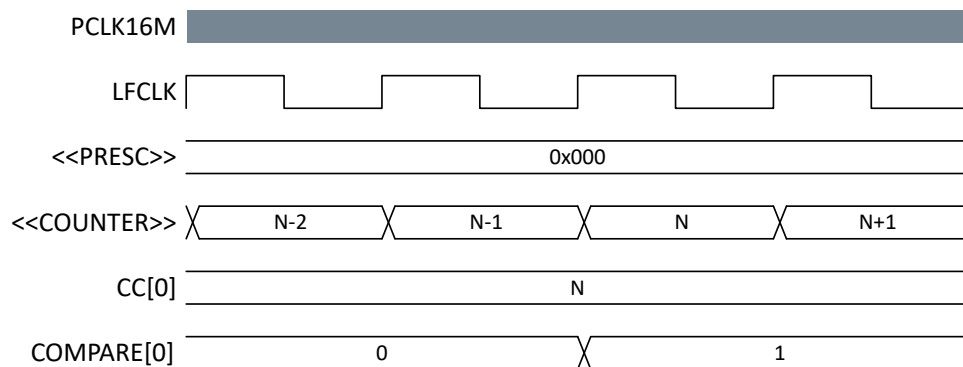 PCLK16M
LFCLK
<<PRESC>> 0x000
<<COUNTER>> N-2 N-1 N N+1
CC[0] N
COMPARE[0] 0 1